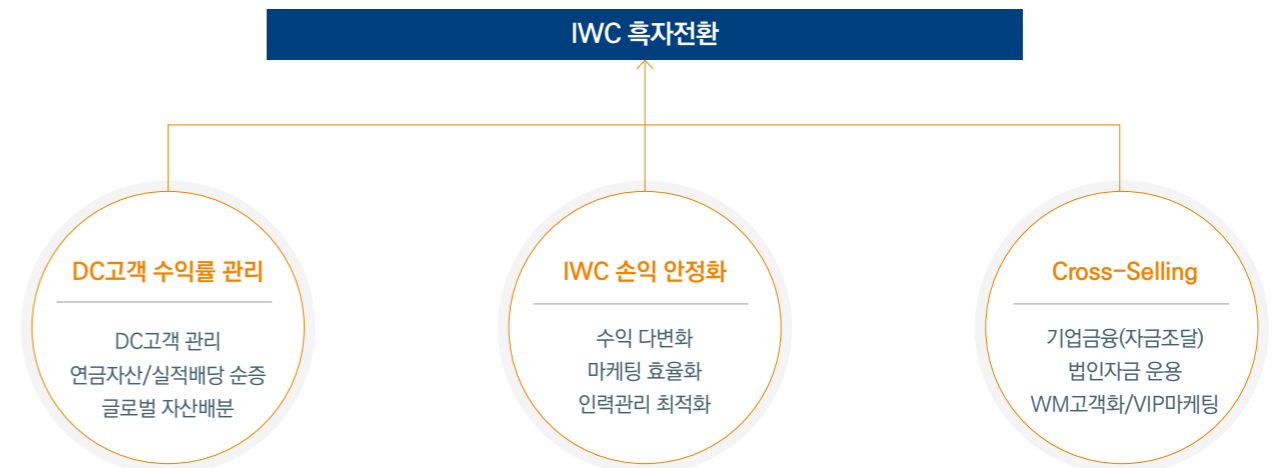 IWC 흑자전환
DC고객 수익률 관리
DC고객 관리
연금자산/실적배당 순증
글로벌 자산배분
IWC 손익 안정화
수익 다변화
마케팅 효율화
인력관리 최적화
Cross-Selling
기업금융(자금조달)
법인자금 운용
WM고객화/VIP마케팅